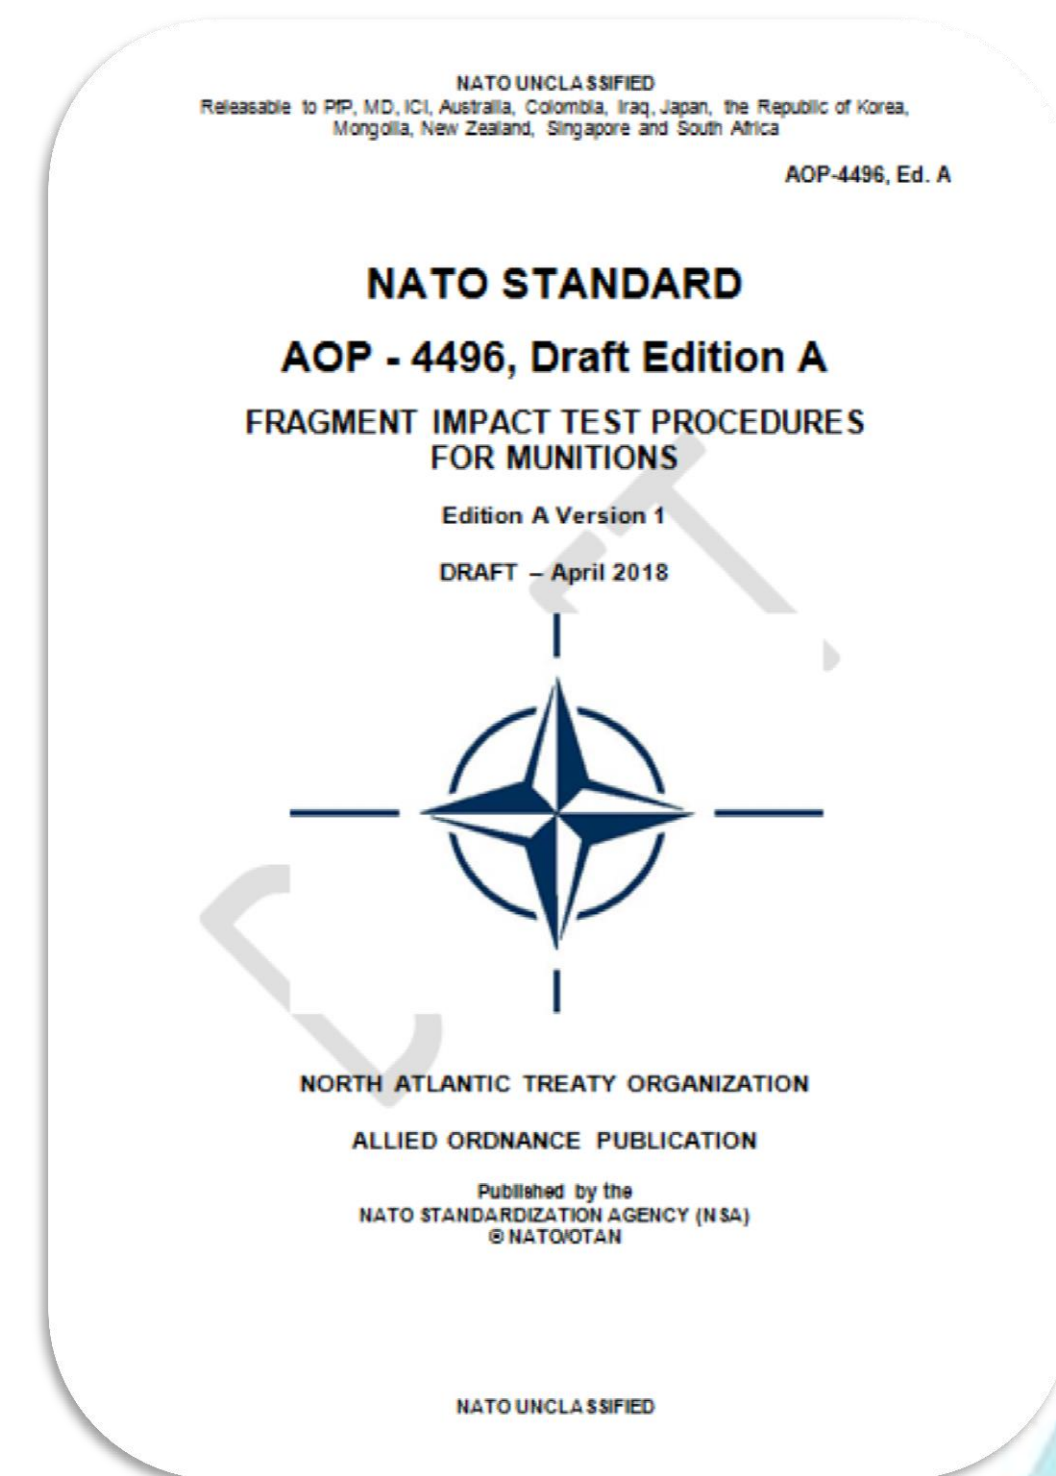 NATO UNCLASSIFIED
Releasable to PfP, MD, ICI, Australia, Colombia, Iraq, Japan, the Republic of Korea,
Mongolia, New Zealand, Singapore and South Africa
AOP-4496, Ed. A
NATO STANDARD
AOP - 4496, Draft Edition A
FRAGMENT IMPACT TEST PROCEDURES
FOR MUNITIONS
Edition A Version 1
DRAFT – April 2018
NORTH ATLANTIC TREATY ORGANIZATION
ALLIED ORDNANCE PUBLICATION
Published by the
NATO STANDARDIZATION AGENCY (NSA)
© NATO/OTAN
NATO UNCLASSIFIED